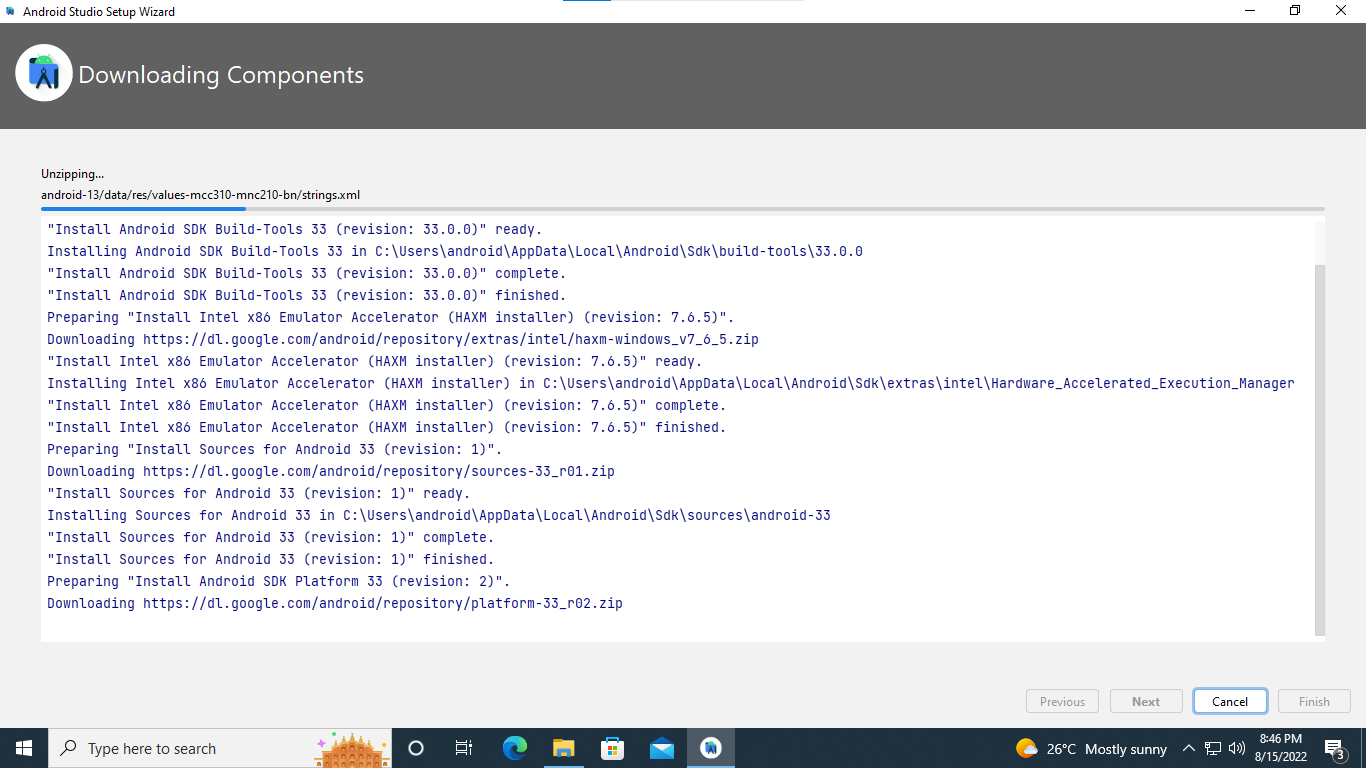 Android Studio Setup Wizard
Downloading Components
Unzipping...
android-13/data/res/values-mcc310-mnc210-bn/strings.xml
"Install Android SDK Build-Tools 33 (revision: 33.0.0)" ready.
Installing Android SDK Build-Tools 33 in C:\Users\android\AppData\Local\Android\Sdk\build-tools\33.0.0
"Install Android SDK Build-Tools 33 (revision: 33.0.0)" complete.
"Install Android SDK Build-Tools 33 (revision: 33.0.0)" finished.
Preparing "Install Intel x86 Emulator Accelerator (HAXM installer) (revision: 7.6.5)".
Downloading https://dl.google.com/android/repository/extras/intel/haxm-windows_v7_6_5.zip
"Install Intel x86 Emulator Accelerator (HAXM installer) (revision: 7.6.5)" ready.
Installing Intel x86 Emulator Accelerator (HAXM installer) in C:\Users\android\AppData\Local\Android\Sdk\extras\intel\Hardware_Accelerated_Execution_Manager
"Install Intel x86 Emulator Accelerator (HAXM installer) (revision: 7.6.5)" complete.
"Install Intel x86 Emulator Accelerator (HAXM installer) (revision: 7.6.5)" finished.
Preparing "Install Sources for Android 33 (revision: 1)".
Downloading https://dl.google.com/android/repository/sources-33_r01.zip
"Install Sources for Android 33 (revision: 1)" ready.
Installing Sources for Android 33 in C:\Users\android\AppData\Local\Android\Sdk\sources\android-33
"Install Sources for Android 33 (revision: 1)" complete.
"Install Sources for Android 33 (revision: 1)" finished.
Preparing "Install Android SDK Platform 33 (revision: 2)".
Downloading https://dl.google.com/android/repository/platform-33_r02.zip
Previous Next Cancel Finish
Type here to search 26°C Mostly sunny 8:46 PM
8/15/2022 3